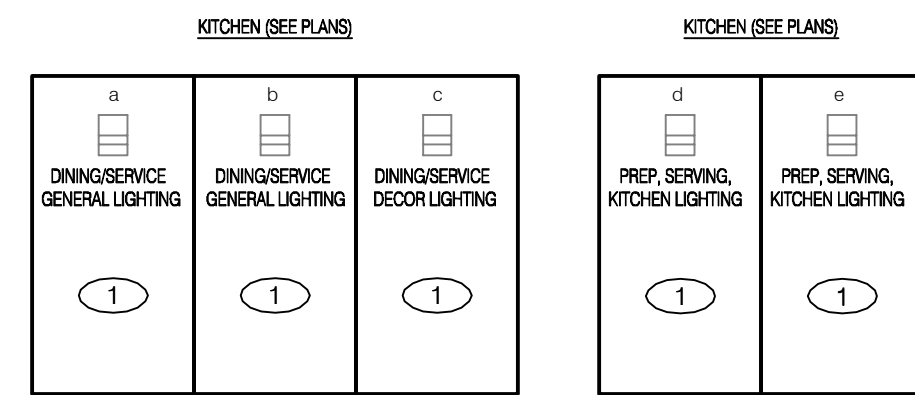 KITCHEN (SEE PLANS)
a
DINING/SERVICE
GENERAL LIGHTING
1
b
DINING/SERVICE
GENERAL LIGHTING
1
c
DINING/SERVICE
DECOR LIGHTING
1
KITCHEN (SEE PLANS)
d
PREP, SERVING,
KITCHEN LIGHTING
1
e
PREP, SERVING,
KITCHEN LIGHTING
1